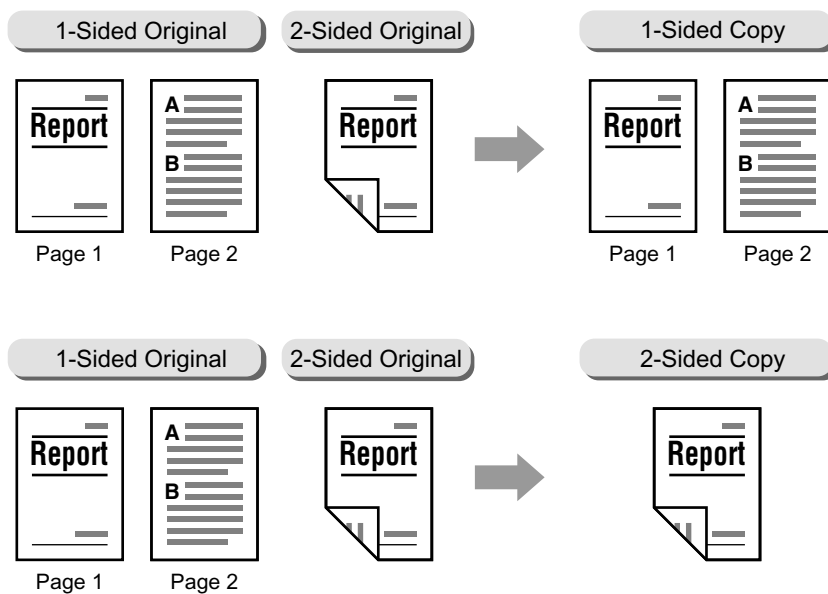 1-Sided Original 2-Sided Original 1-Sided Copy
Report A B Report Report A B
Page 1 Page 2 Page 1 Page 2
1-Sided Original 2-Sided Original 2-Sided Copy
Report A B Report Report
Page 1 Page 2